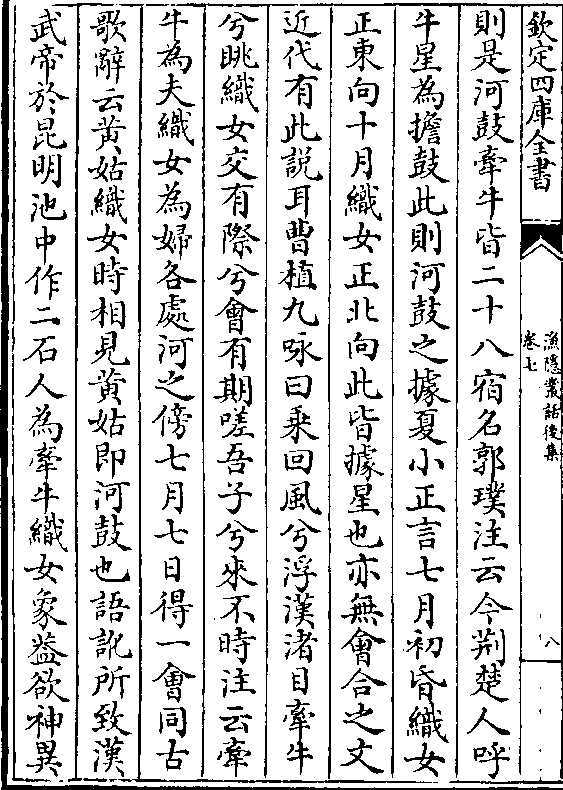 欽定四庫全書
漁隱叢話後集
卷七
八
則是河鼓牽牛皆二十八宿名郭璞注云今荆楚人呼
牛星為擔鼓此則河鼓之據夏小正言七月初昏織女
正東向十月織女正北向此皆據星也亦無會合之文
近代有此説耳曹植九咏曰乗回風兮浮漢渚目牽牛
兮眺織女交有際兮會有期嗟吾子兮來不時注云牽
牛為夫織女為婦各處河之傍七月七日得一會同古
歌辭云黄姑織女時相見黄姑即河鼓也語訛所致漢
武帝於昆明池中作二石人為牽牛織女象葢欲神異